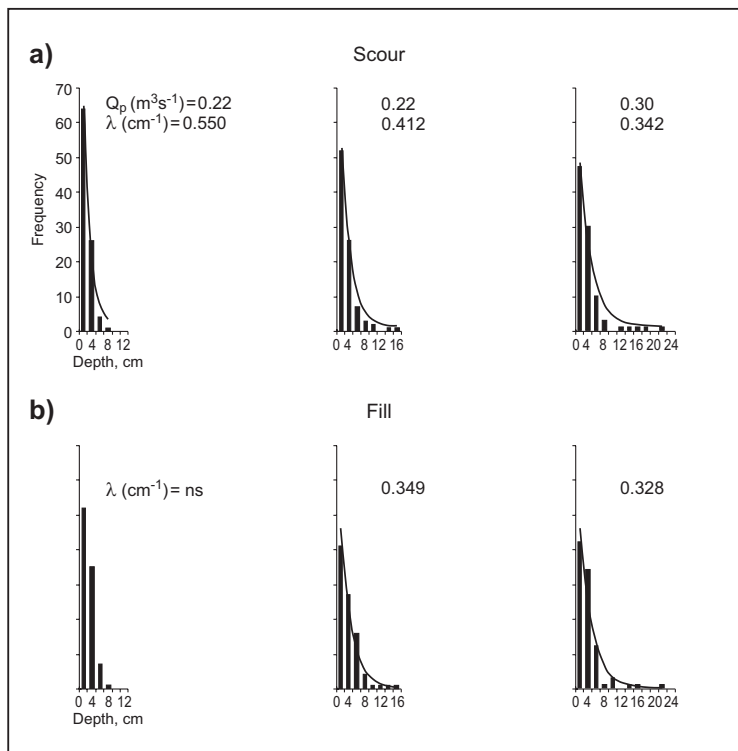 a)
Scour
70
60
50
40
30
20
10
0
Frequency
Qp (m³s⁻¹) = 0.22
λ (cm⁻¹) = 0.550
0.22
0.412
0.30
0.342
0 4 8 12
Depth, cm
0 4 8 12 16
0 4 8 12 16 20 24
b)
Fill
λ (cm⁻¹) = ns
0.349
0.328
0 4 8 12
Depth, cm
0 4 8 12 16
0 4 8 12 16 20 24